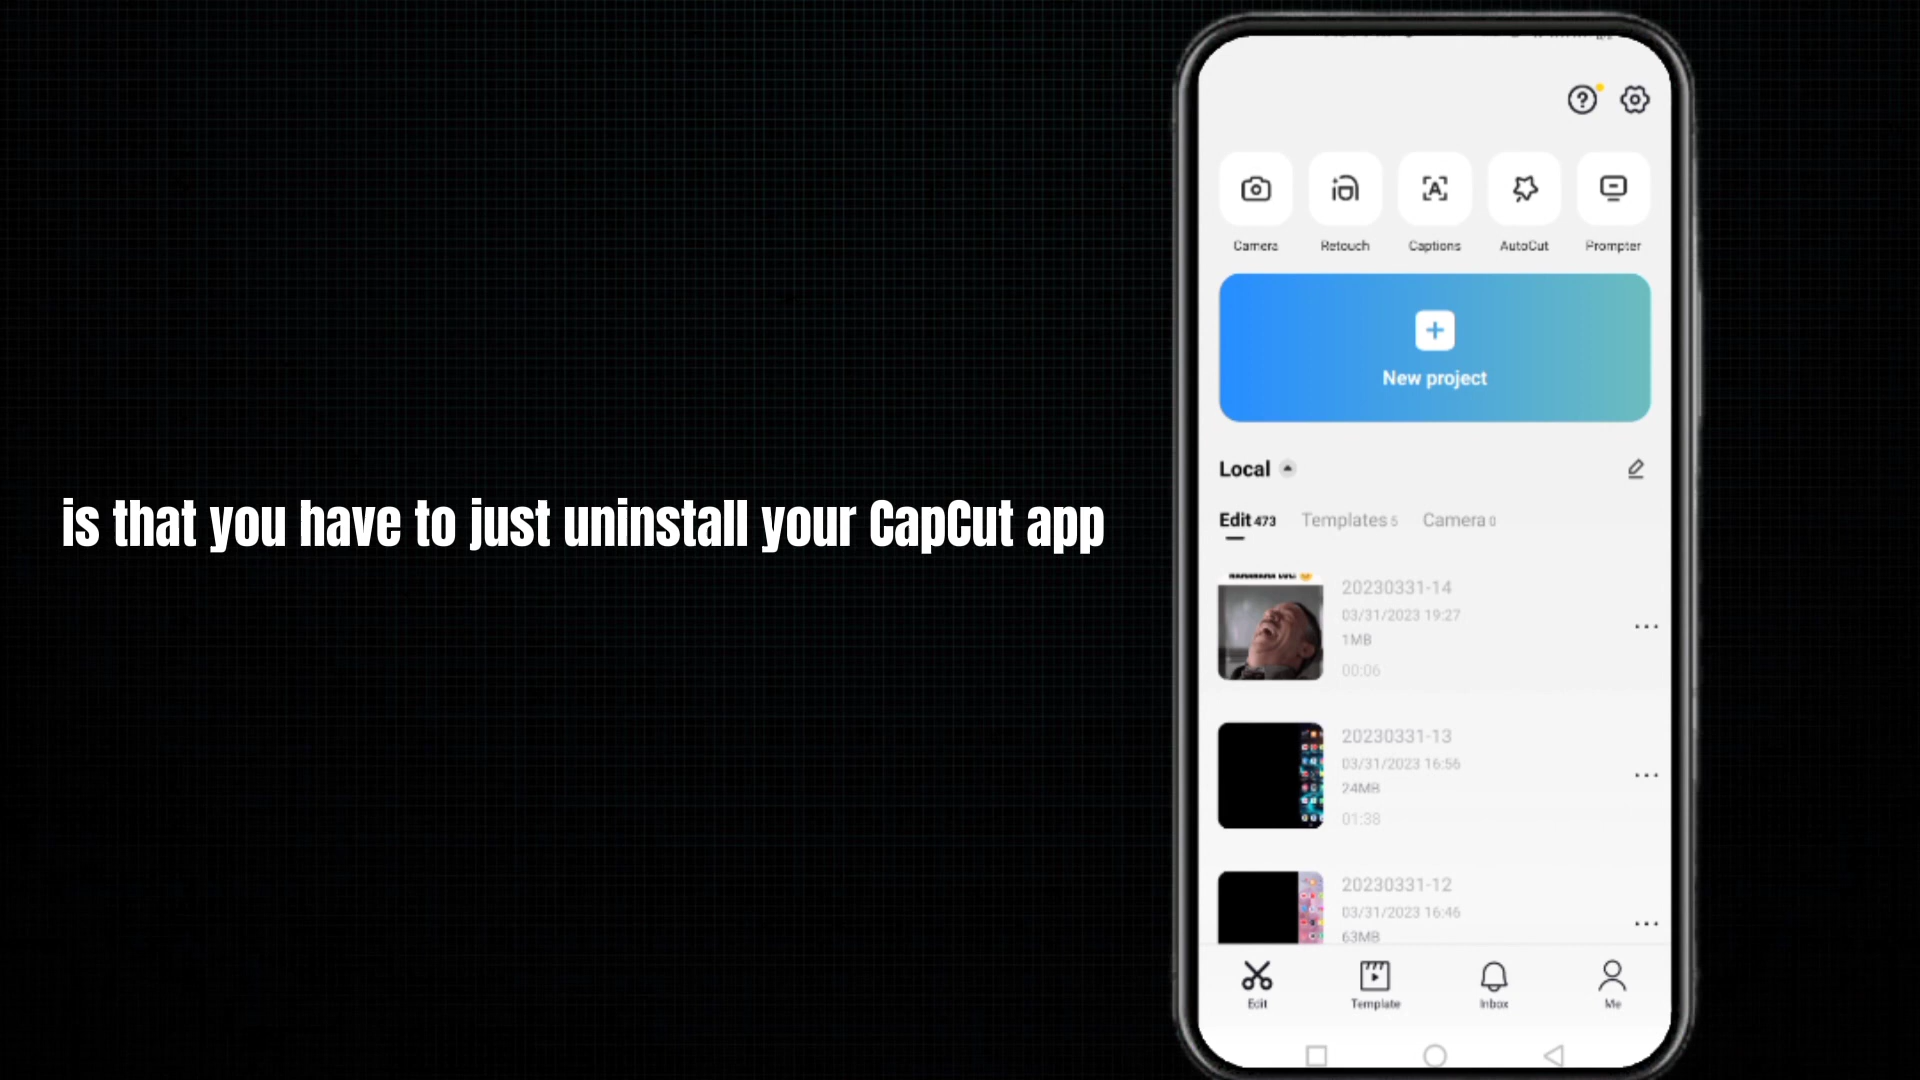 is that you have to just uninstall your CapCut app
Camera Retouch Captions AutoCut Prompter
New project
Local
Edit 473 Templates 5 Camera 0
20230331-14
03/31/2023 19:27
1MB
00:06
20230331-13
03/31/2023 16:56
24MB
01:38
20230331-12
03/31/2023 16:46
63MB
Edit Template Inbox Me